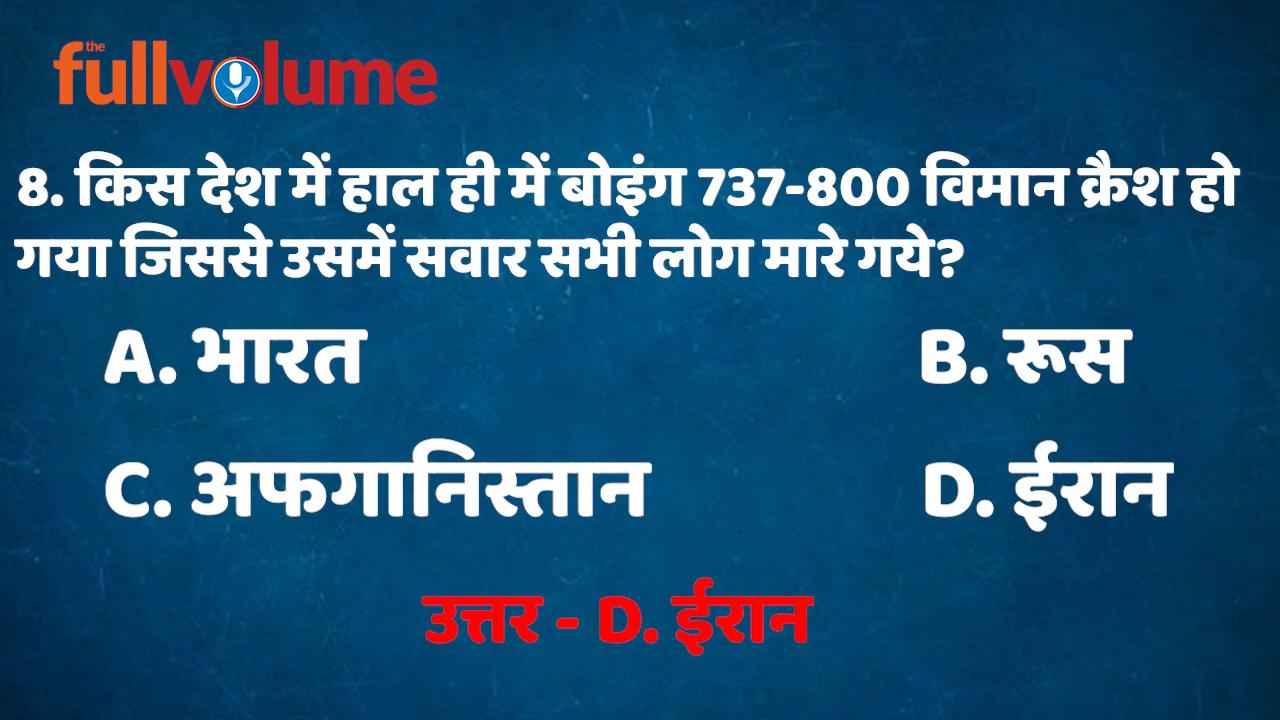 the
fullvolume
8. किस देश में हाल ही में बोइंग 737-800 विमान क्रैश हो
गया जिससे उसमें सवार सभी लोग मारे गये?
A. भारत
B. रूस
C. अफगानिस्तान
D. ईरान
उत्तर - D. ईरान